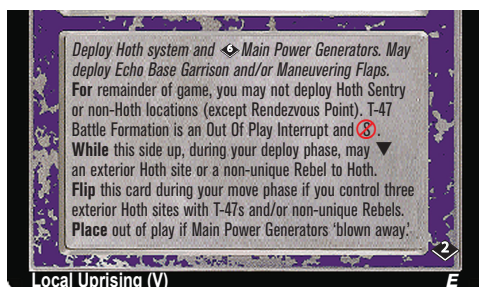 Deploy Hoth system and 6 Main Power Generators. May
deploy Echo Base Garrison and/or Maneuvering Flaps.
For remainder of game, you may not deploy Hoth Sentry
or non-Hoth locations (except Rendezvous Point). T-47
Battle Formation is an Out Of Play Interrupt and S.
While this side up, during your deploy phase, may ▼
an exterior Hoth site or a non-unique Rebel to Hoth.
Flip this card during your move phase if you control three
exterior Hoth sites with T-47s and/or non-unique Rebels.
Place out of play if Main Power Generators 'blown away.'
2
Local Uprising (V) E